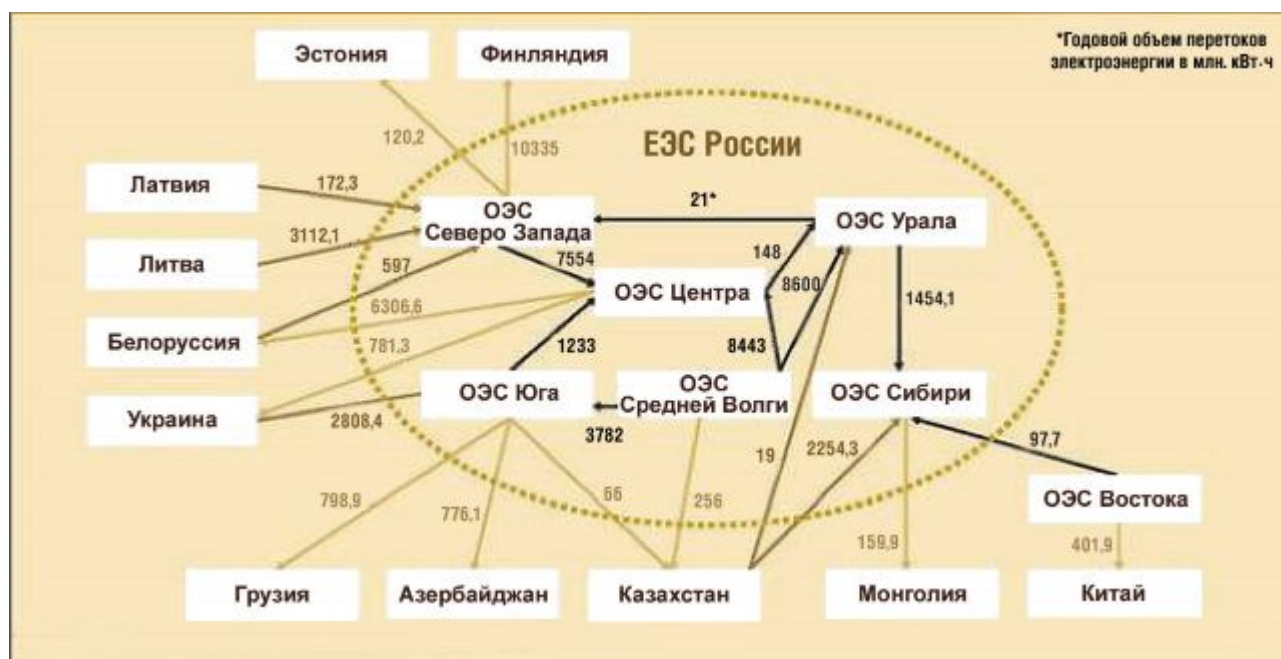 Эстония
Финляндия
*Годовой объем перетоков
электроэнергии в млн. кВт·ч
120,2
10335
ЕЭС России
Латвия
172,3
ОЭС
Северо Запада
21*
ОЭС Урала
Литва
3112,1
597
7554
148
8600
ОЭС Центра
1454,1
6306,6
Белоруссия
781,3
1233
8443
Украина
2808,4
ОЭС Юга
3782
ОЭС
Средней Волги
ОЭС Сибири
19
2254,3
97,7
798,9
776,1
66
256
ОЭС Востока
159,9
401,9
Грузия
Азербайджан
Казахстан
Монголия
Китай